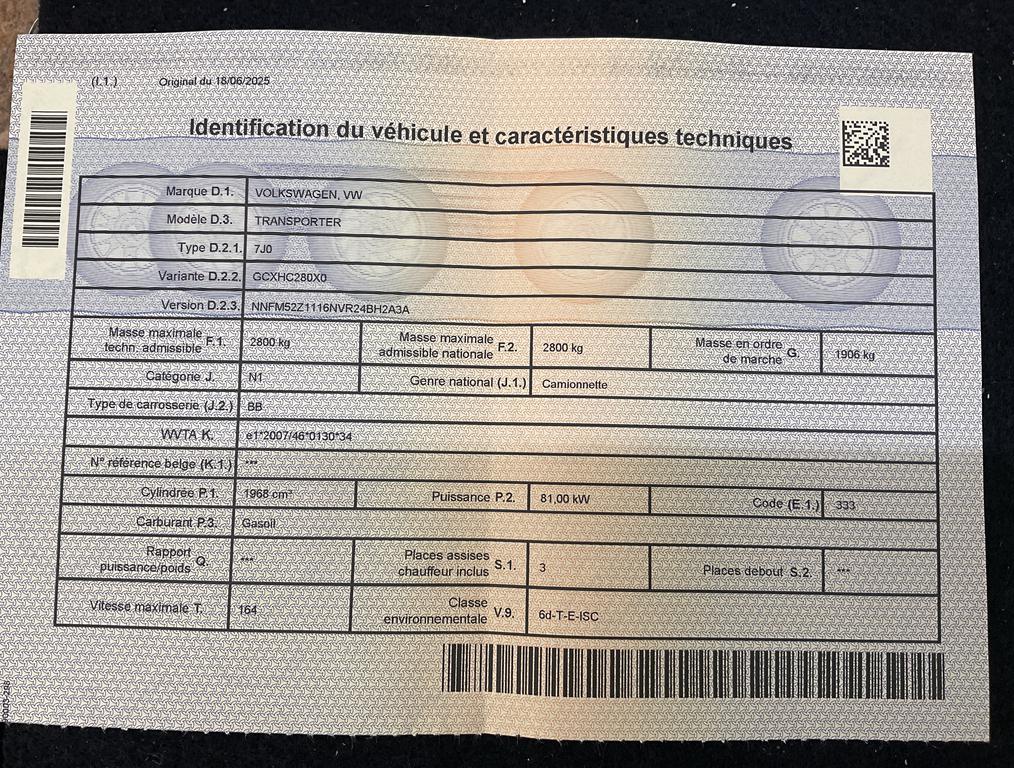 (I.1.) Original du 18/06/2025
Identification du véhicule et caractéristiques techniques
Marque D.1. VOLKSWAGEN, VW
Modèle D.3. TRANSPORTER
Type D.2.1. 7J0
Variante D.2.2. GCXHC280X0
Version D.2.3. NNFM52Z1116NVR24BH2A3A
Masse maximale techn. admissible F.1. 2800 kg Masse maximale admissible nationale F.2. 2800 kg Masse en ordre de marche G. 1906 kg
Catégorie J. N1 Genre national (J.1.) Camionnette
Type de carrosserie (J.2.) BB
WVTA K. e1*2007/46*0130*34
N° référence belge (K.1.) ***
Cylindrée P.1. 1968 cm³ Puissance P.2. 81,00 kW Code (E.1.) 333
Carburant P.3. Gasoil
Rapport puissance/poids Q. *** Places assises chauffeur inclus S.1. 3 Places debout S.2. ***
Vitesse maximale T. 164 Classe environnementale V.9. 6d-T-E-ISC